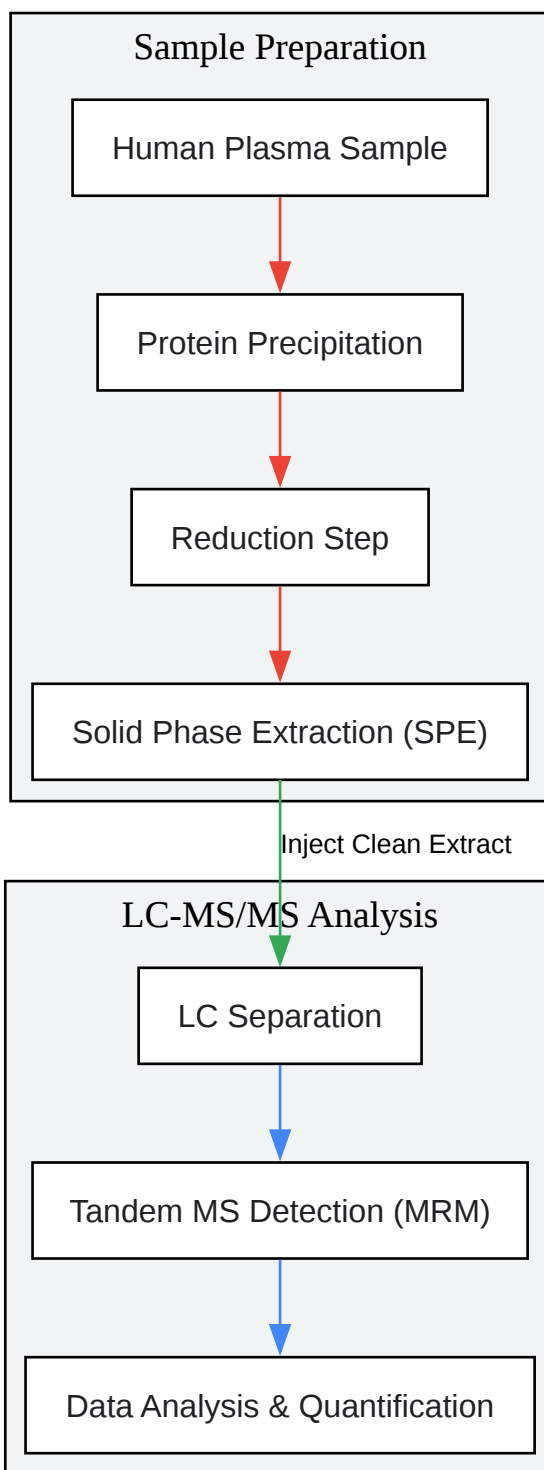 Sample Preparation
Human Plasma Sample
Protein Precipitation
Reduction Step
Solid Phase Extraction (SPE)
Inject Clean Extract
LC-MS/MS Analysis
LC Separation
Tandem MS Detection (MRM)
Data Analysis & Quantification